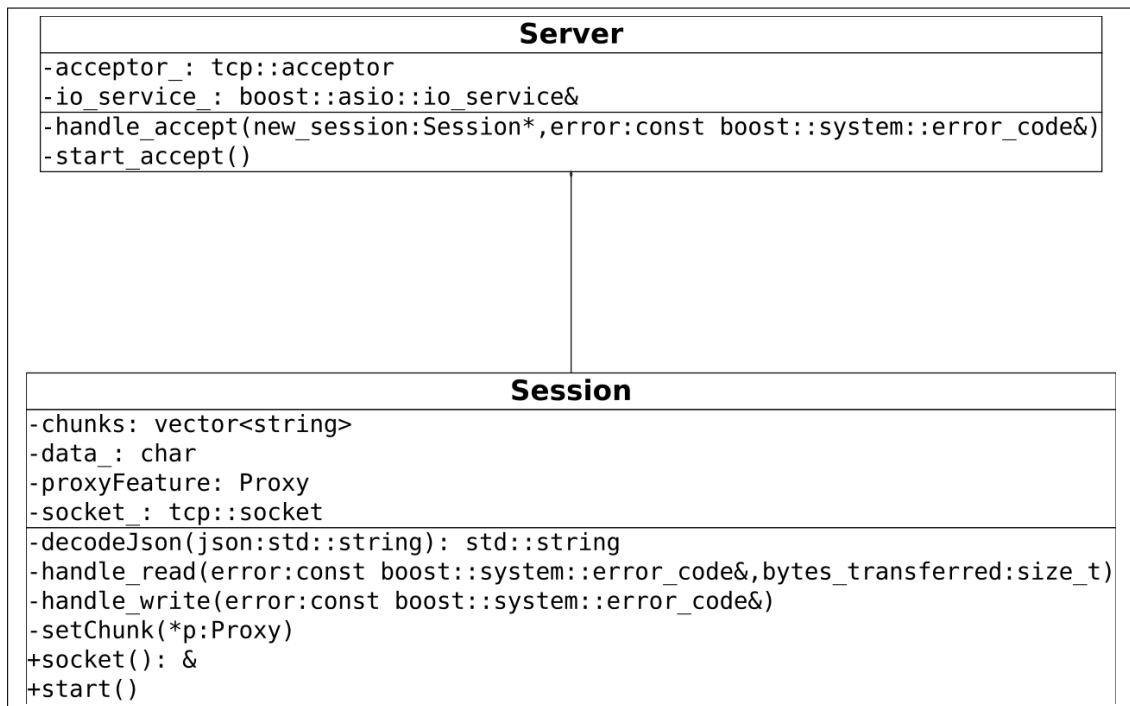 Server
-acceptor_: tcp::acceptor
-io_service_: boost::asio::io_service&
-handle_accept(new_session:Session*,error:const boost::system::error_code&)
-start_accept()
Session
-chunks: vector<string>
-data_: char
-proxyFeature: Proxy
-socket_: tcp::socket
-decodeJson(json:std::string): std::string
-handle_read(error:const boost::system::error_code&,bytes_transferred:size_t)
-handle_write(error:const boost::system::error_code&)
-setChunk(*p:Proxy)
+socket(): &
+start()